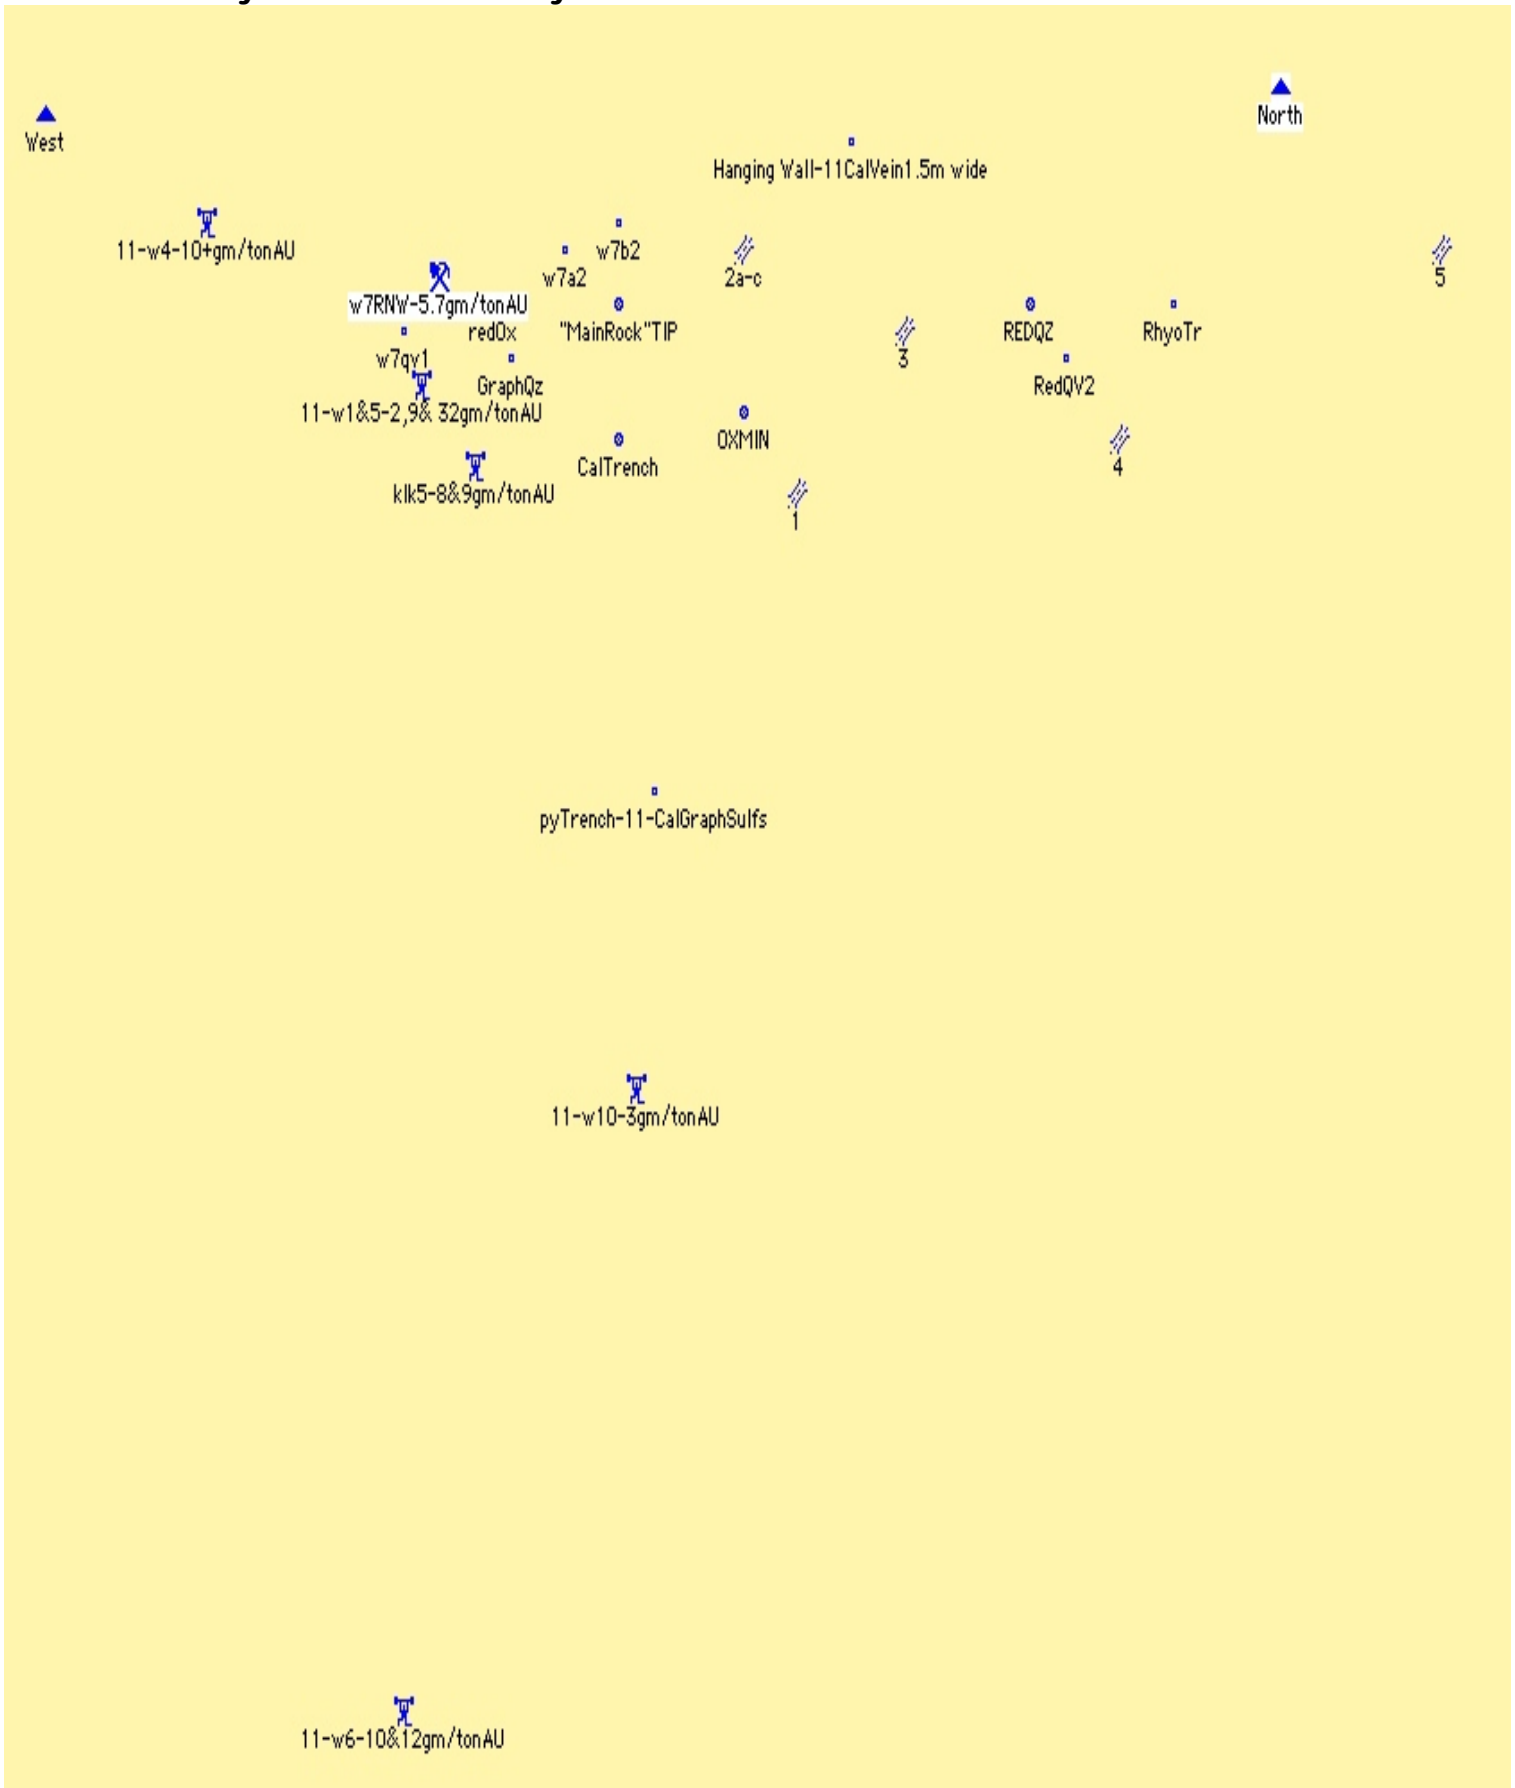 North
West
Hanging Wall-11CalVein1.5m wide
11-w4-10+gm/tonAU
w7b2
w7a2
2a-c
5
w7RNW-5.7gm/tonAU
redOx
"MainRock"TIP
REDQZ
RhyoTr
w7qv1
3
GraphQz
RedQV2
11-w1&5-2,9& 32gm/tonAU
OXMIN
CalTrench
4
klk5-8&9gm/tonAU
1
pyTrench-11-CalGraphSulfs
11-w10-3gm/tonAU
11-w6-10&12gm/tonAU